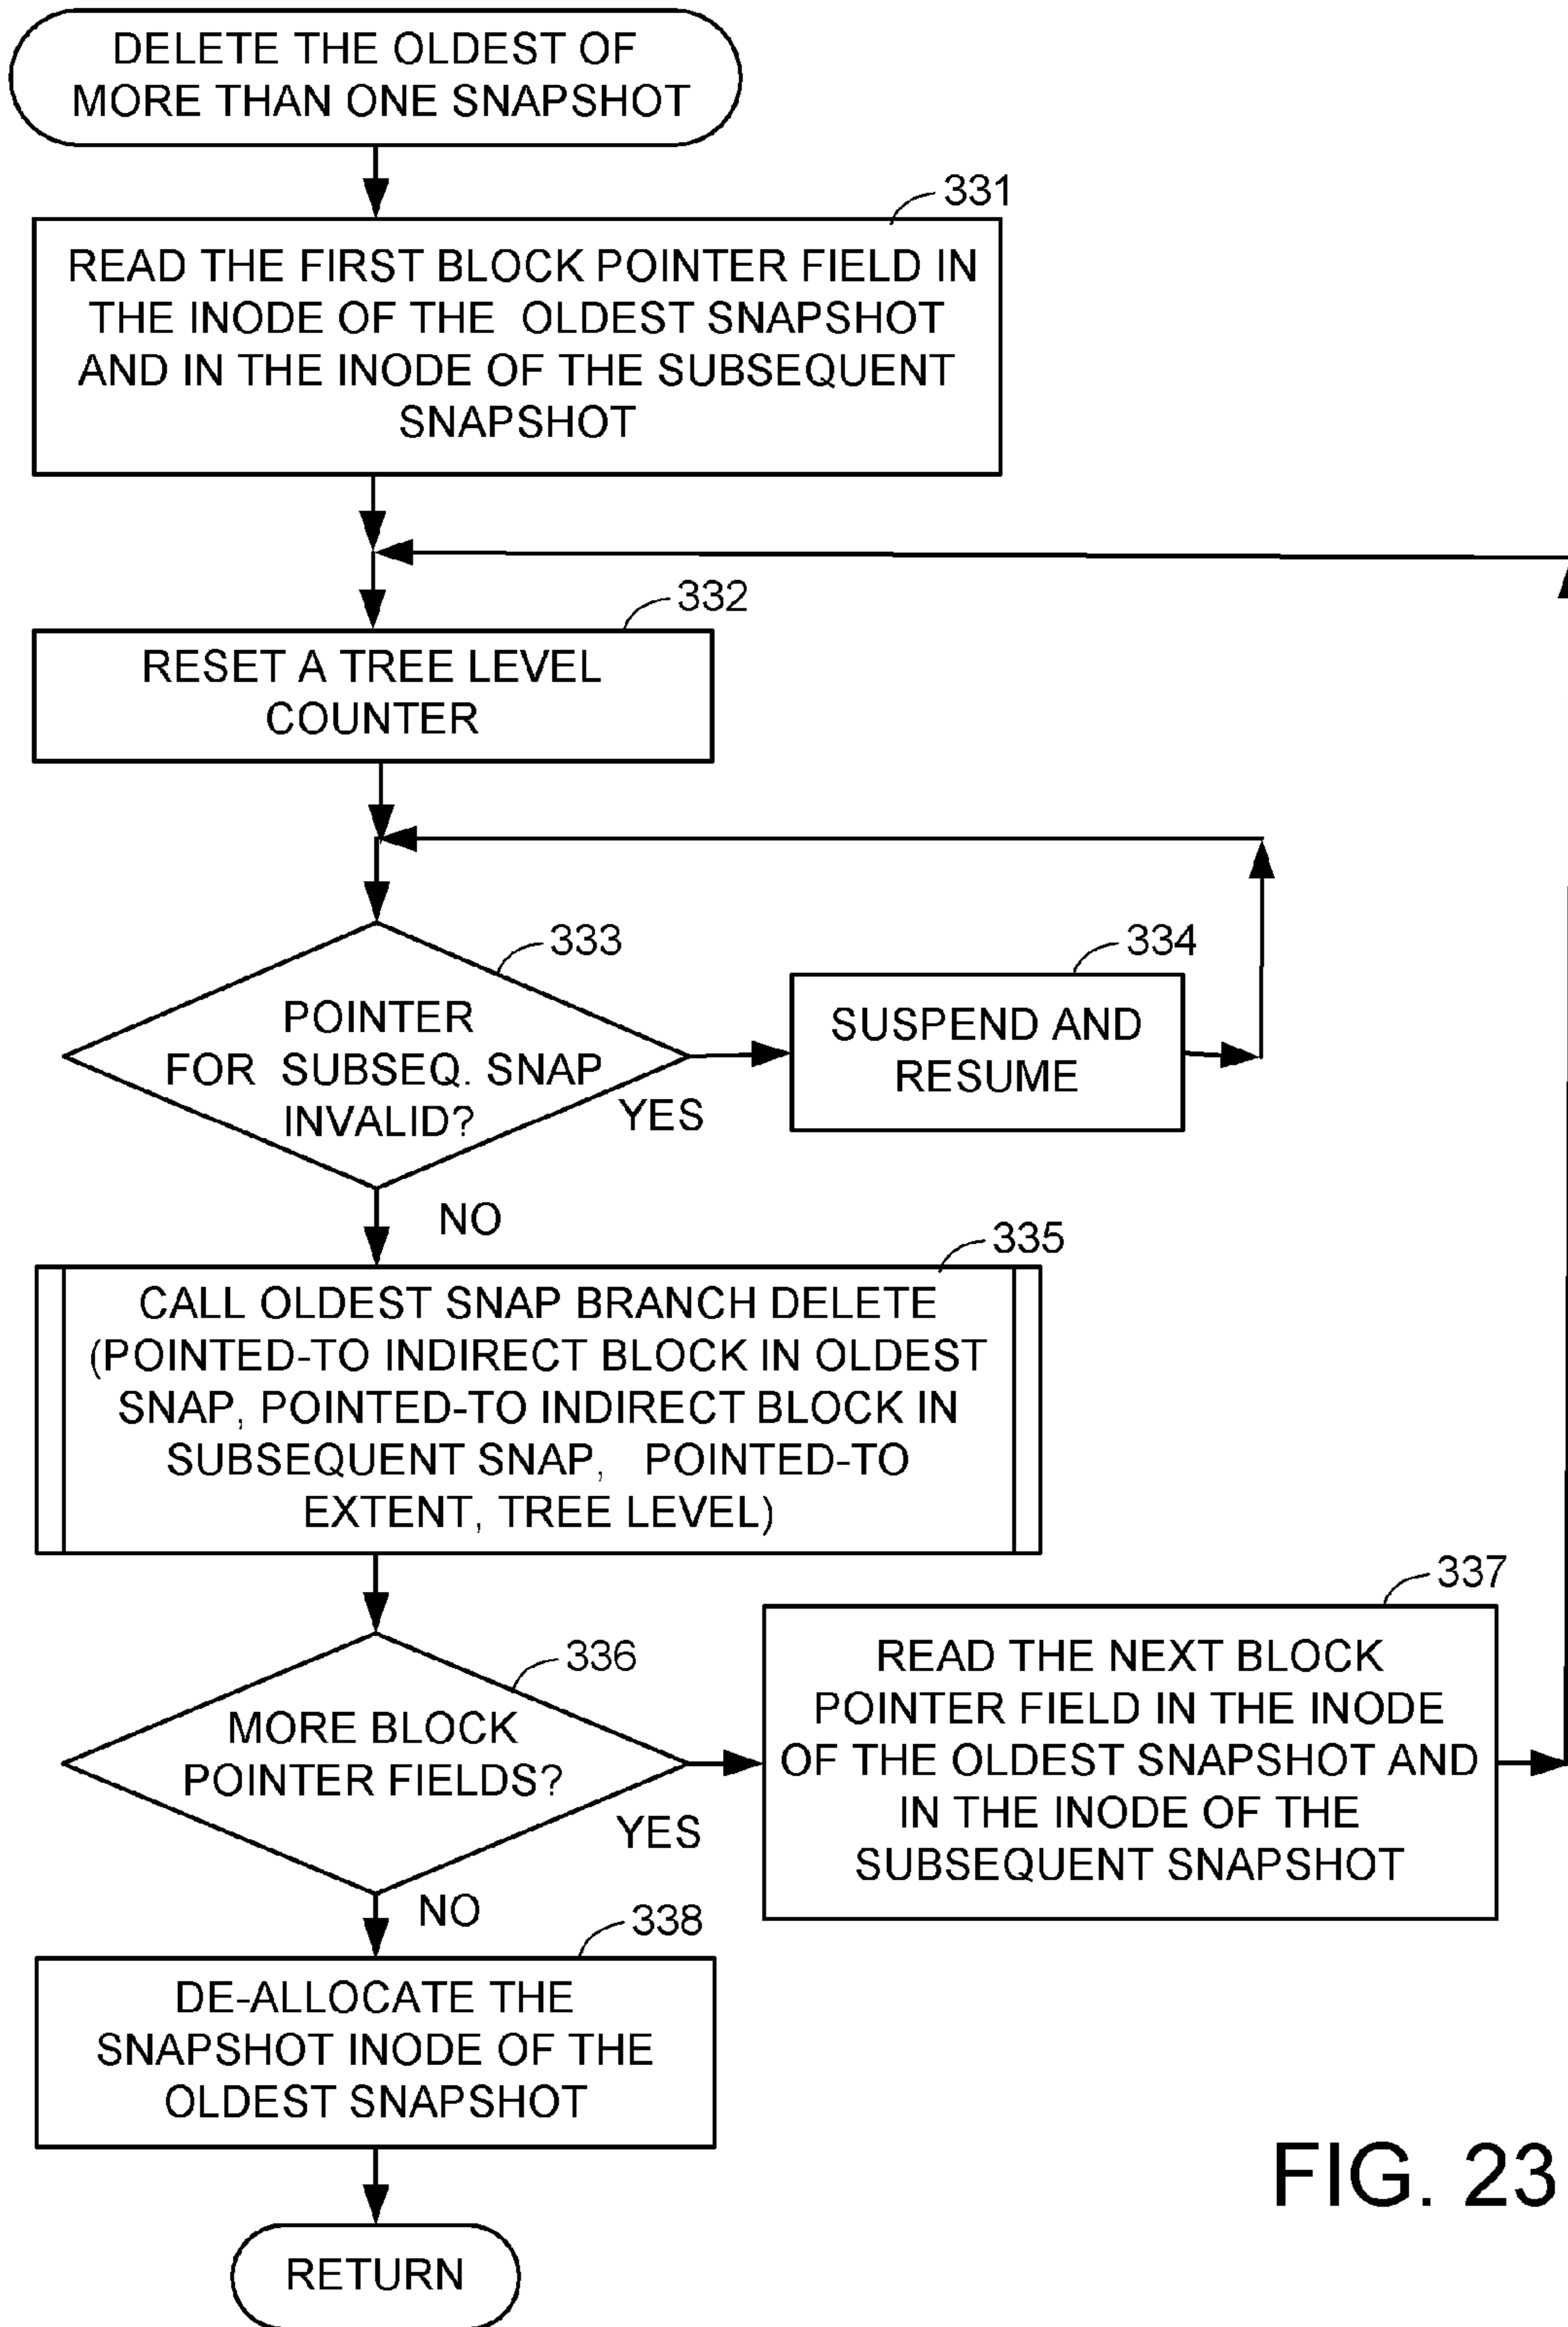 DELETE THE OLDEST OF
MORE THAN ONE SNAPSHOT
331
READ THE FIRST BLOCK POINTER FIELD IN
THE INODE OF THE OLDEST SNAPSHOT
AND IN THE INODE OF THE SUBSEQUENT
SNAPSHOT
332
RESET A TREE LEVEL
COUNTER
333
POINTER
FOR SUBSEQ. SNAP
INVALID?
YES
334
SUSPEND AND
RESUME
NO
335
CALL OLDEST SNAP BRANCH DELETE
(POINTED-TO INDIRECT BLOCK IN OLDEST
SNAP, POINTED-TO INDIRECT BLOCK IN
SUBSEQUENT SNAP, POINTED-TO
EXTENT, TREE LEVEL)
336
MORE BLOCK
POINTER FIELDS?
YES
337
READ THE NEXT BLOCK
POINTER FIELD IN THE INODE
OF THE OLDEST SNAPSHOT AND
IN THE INODE OF THE
SUBSEQUENT SNAPSHOT
NO
338
DE-ALLOCATE THE
SNAPSHOT INODE OF THE
OLDEST SNAPSHOT
RETURN
FIG. 23